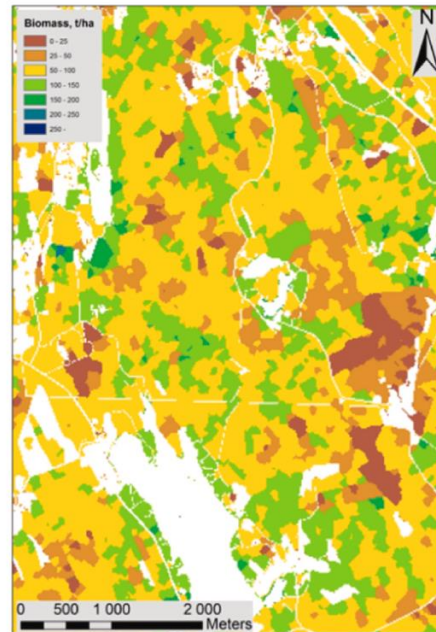 Biomass, t/ha
0 - 25
25 - 50
50 - 100
100 - 150
150 - 200
200 - 250
250 -
N
0 500 1 000 2 000
Meters